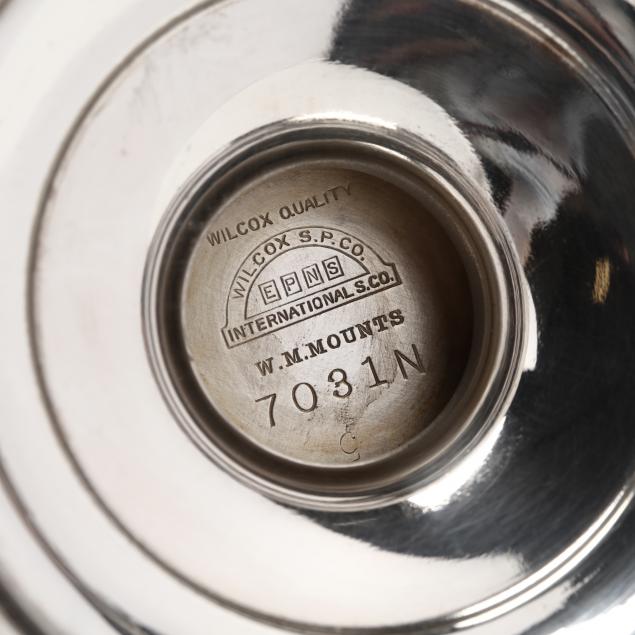 WILCOX QUALITY
WILCOX S.P. CO.
EPNS
INTERNATIONAL S. CO.
W. M. MOUNTS
7031N